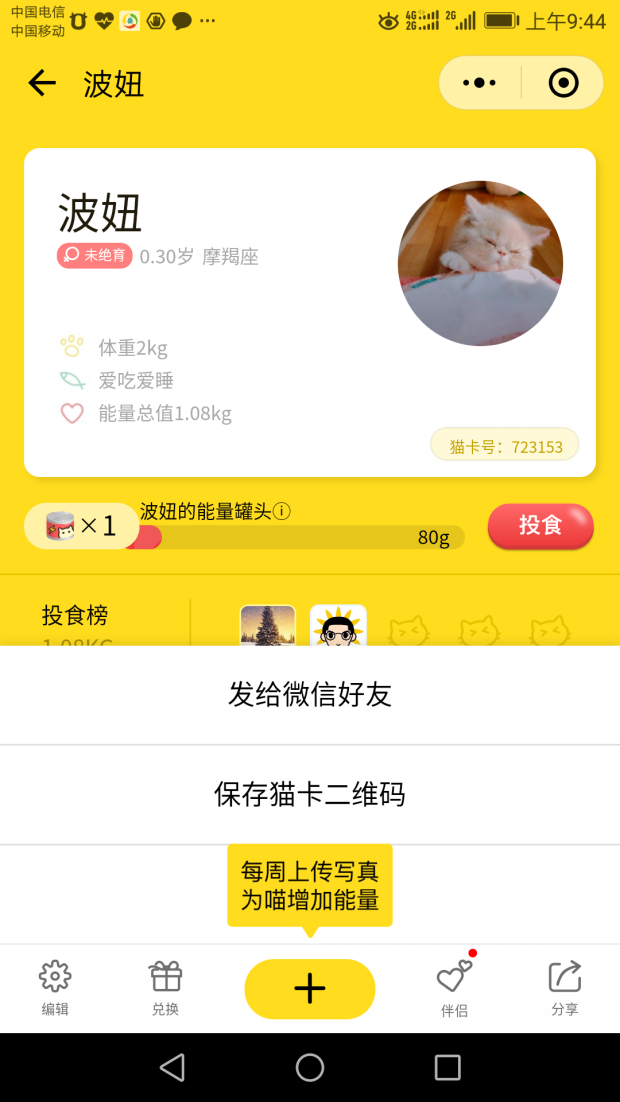 中国电信
中国移动
4G 2G 2G 上午9:44
波妞
波妞
未绝育 0.30岁 摩羯座
体重2kg
爱吃爱睡
能量总值1.08kg
猫卡号：723153
×1
波妞的能量罐头
80g
投食
投食榜
1.08KG
发给微信好友
保存猫卡二维码
每周上传写真
为喵增加能量
编辑
兑换
伴侣
分享